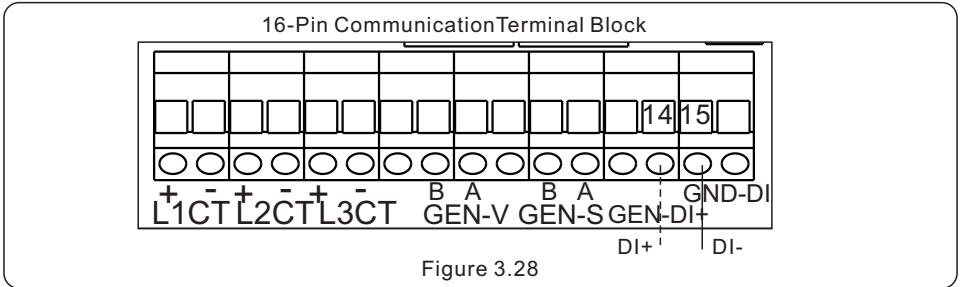 16-Pin CommunicationTerminal Block
14 15
+ - + - + - B A B A GND-DI
L1CT L2CT L3CT GEN-V GEN-S GEN-DI+
DI+ DI-
Figure 3.28